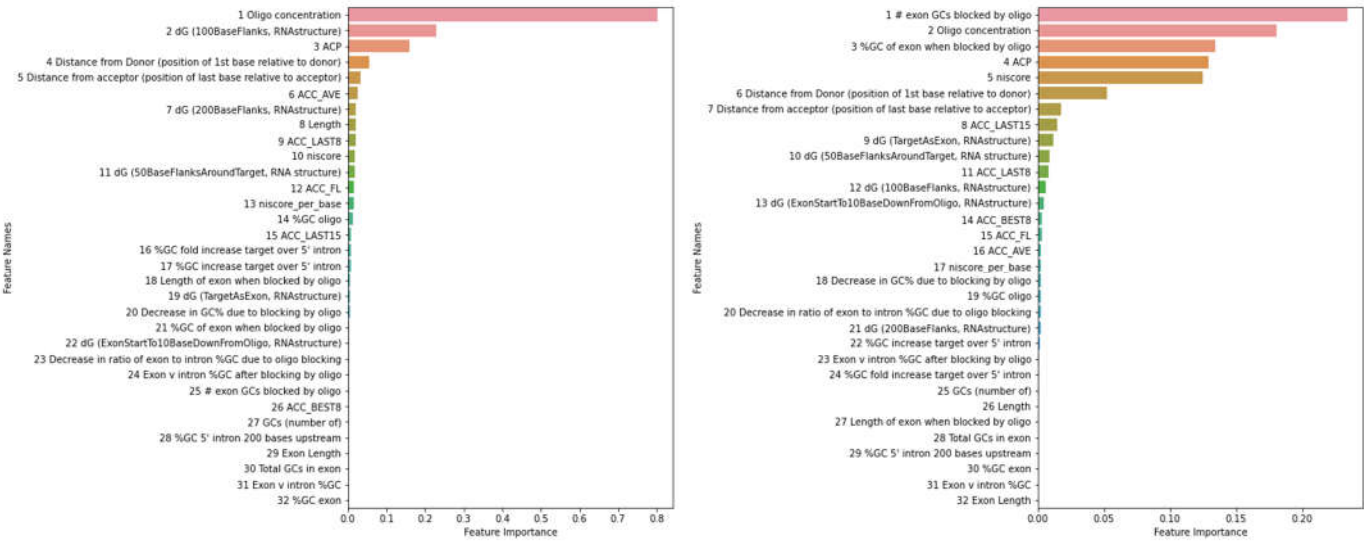 Feature Names
1 Oligo concentration
2 dG (100BaseFlanks, RNAstructure)
3 ACP
4 Distance from Donor (position of 1st base relative to donor)
5 Distance from acceptor (position of last base relative to acceptor)
6 ACC_AVE
7 dG (200BaseFlanks, RNAstructure)
8 Length
9 ACC_LAST8
10 niscore
11 dG (50BaseFlanksAroundTarget, RNA structure)
12 ACC_FL
13 niscore_per_base
14 %GC oligo
15 ACC_LAST15
16 %GC fold increase target over 5' intron
17 %GC increase target over 5' intron
18 Length of exon when blocked by oligo
19 dG (TargetAsExon, RNAstructure)
20 Decrease in GC% due to blocking by oligo
21 %GC of exon when blocked by oligo
22 dG (ExonStartTo10BaseDownFromOligo, RNAstructure)
23 Decrease in ratio of exon to intron %GC due to oligo blocking
24 Exon v intron %GC after blocking by oligo
25 # exon GCs blocked by oligo
26 ACC_BEST8
27 GCs (number of)
28 %GC 5' intron 200 bases upstream
29 Exon Length
30 Total GCs in exon
31 Exon v intron %GC
32 %GC exon
0.0 0.1 0.2 0.3 0.4 0.5 0.6 0.7 0.8
Feature Importance
Feature Names
1 # exon GCs blocked by oligo
2 Oligo concentration
3 %GC of exon when blocked by oligo
4 ACP
5 niscore
6 Distance from Donor (position of 1st base relative to donor)
7 Distance from acceptor (position of last base relative to acceptor)
8 ACC_LAST15
9 dG (TargetAsExon, RNAstructure)
10 dG (50BaseFlanksAroundTarget, RNA structure)
11 ACC_LAST8
12 dG (100BaseFlanks, RNAstructure)
13 dG (ExonStartTo10BaseDownFromOligo, RNAstructure)
14 ACC_BEST8
15 ACC_FL
16 ACC_AVE
17 niscore_per_base
18 Decrease in GC% due to blocking by oligo
19 %GC oligo
20 Decrease in ratio of exon to intron %GC due to oligo blocking
21 dG (200BaseFlanks, RNAstructure)
22 %GC increase target over 5' intron
23 Exon v intron %GC after blocking by oligo
24 %GC fold increase target over 5' intron
25 GCs (number of)
26 Length
27 Length of exon when blocked by oligo
28 Total GCs in exon
29 %GC 5' intron 200 bases upstream
30 %GC exon
31 Exon v intron %GC
32 Exon Length
0.00 0.05 0.10 0.15 0.20
Feature Importance